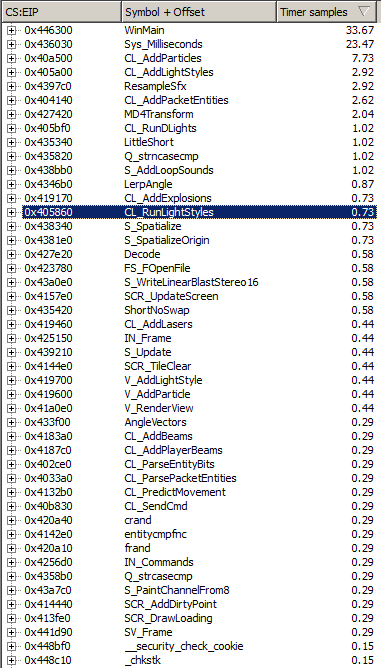 CS:EIP Symbol + Offset Timer samples
0x446300 WinMain 33.67
0x436030 Sys_Milliseconds 23.47
0x40a500 CL_AddParticles 7.73
0x405a00 CL_AddLightStyles 2.92
0x4397c0 ResampleSfx 2.92
0x404140 CL_AddPacketEntities 2.62
0x427420 MD4Transform 2.04
0x405bf0 CL_RunDLights 1.02
0x435340 LittleShort 1.02
0x435820 Q_strncasecmp 1.02
0x438bb0 S_AddLoopSounds 1.02
0x4346b0 LerpAngle 0.87
0x419170 CL_AddExplosions 0.73
0x405860 CL_RunLightStyles 0.73
0x438340 S_Spatialize 0.73
0x4381e0 S_SpatializeOrigin 0.73
0x427e20 Decode 0.58
0x423780 FS_FOpenFile 0.58
0x43a0e0 S_WriteLinearBlastStereo16 0.58
0x4157e0 SCR_UpdateScreen 0.58
0x435420 ShortNoSwap 0.58
0x419460 CL_AddLasers 0.44
0x425150 IN_Frame 0.44
0x439210 S_Update 0.44
0x4144e0 SCR_TileClear 0.44
0x419700 V_AddLightStyle 0.44
0x419600 V_AddParticle 0.44
0x41a0e0 V_RenderView 0.44
0x433f00 AngleVectors 0.29
0x4183a0 CL_AddBeams 0.29
0x4187c0 CL_AddPlayerBeams 0.29
0x402ce0 CL_ParseEntityBits 0.29
0x4033a0 CL_ParsePacketEntities 0.29
0x4132b0 CL_PredictMovement 0.29
0x40b830 CL_SendCmd 0.29
0x420a40 crand 0.29
0x4142e0 entitycmpfnc 0.29
0x420a10 frand 0.29
0x4256d0 IN_Commands 0.29
0x4358b0 Q_strcasecmp 0.29
0x43a7c0 S_PaintChannelFrom8 0.29
0x414440 SCR_AddDirtyPoint 0.29
0x413fe0 SCR_DrawLoading 0.29
0x441d90 SV_Frame 0.29
0x448bf0 __security_check_cookie 0.15
0x448c10 _chkstk 0.15